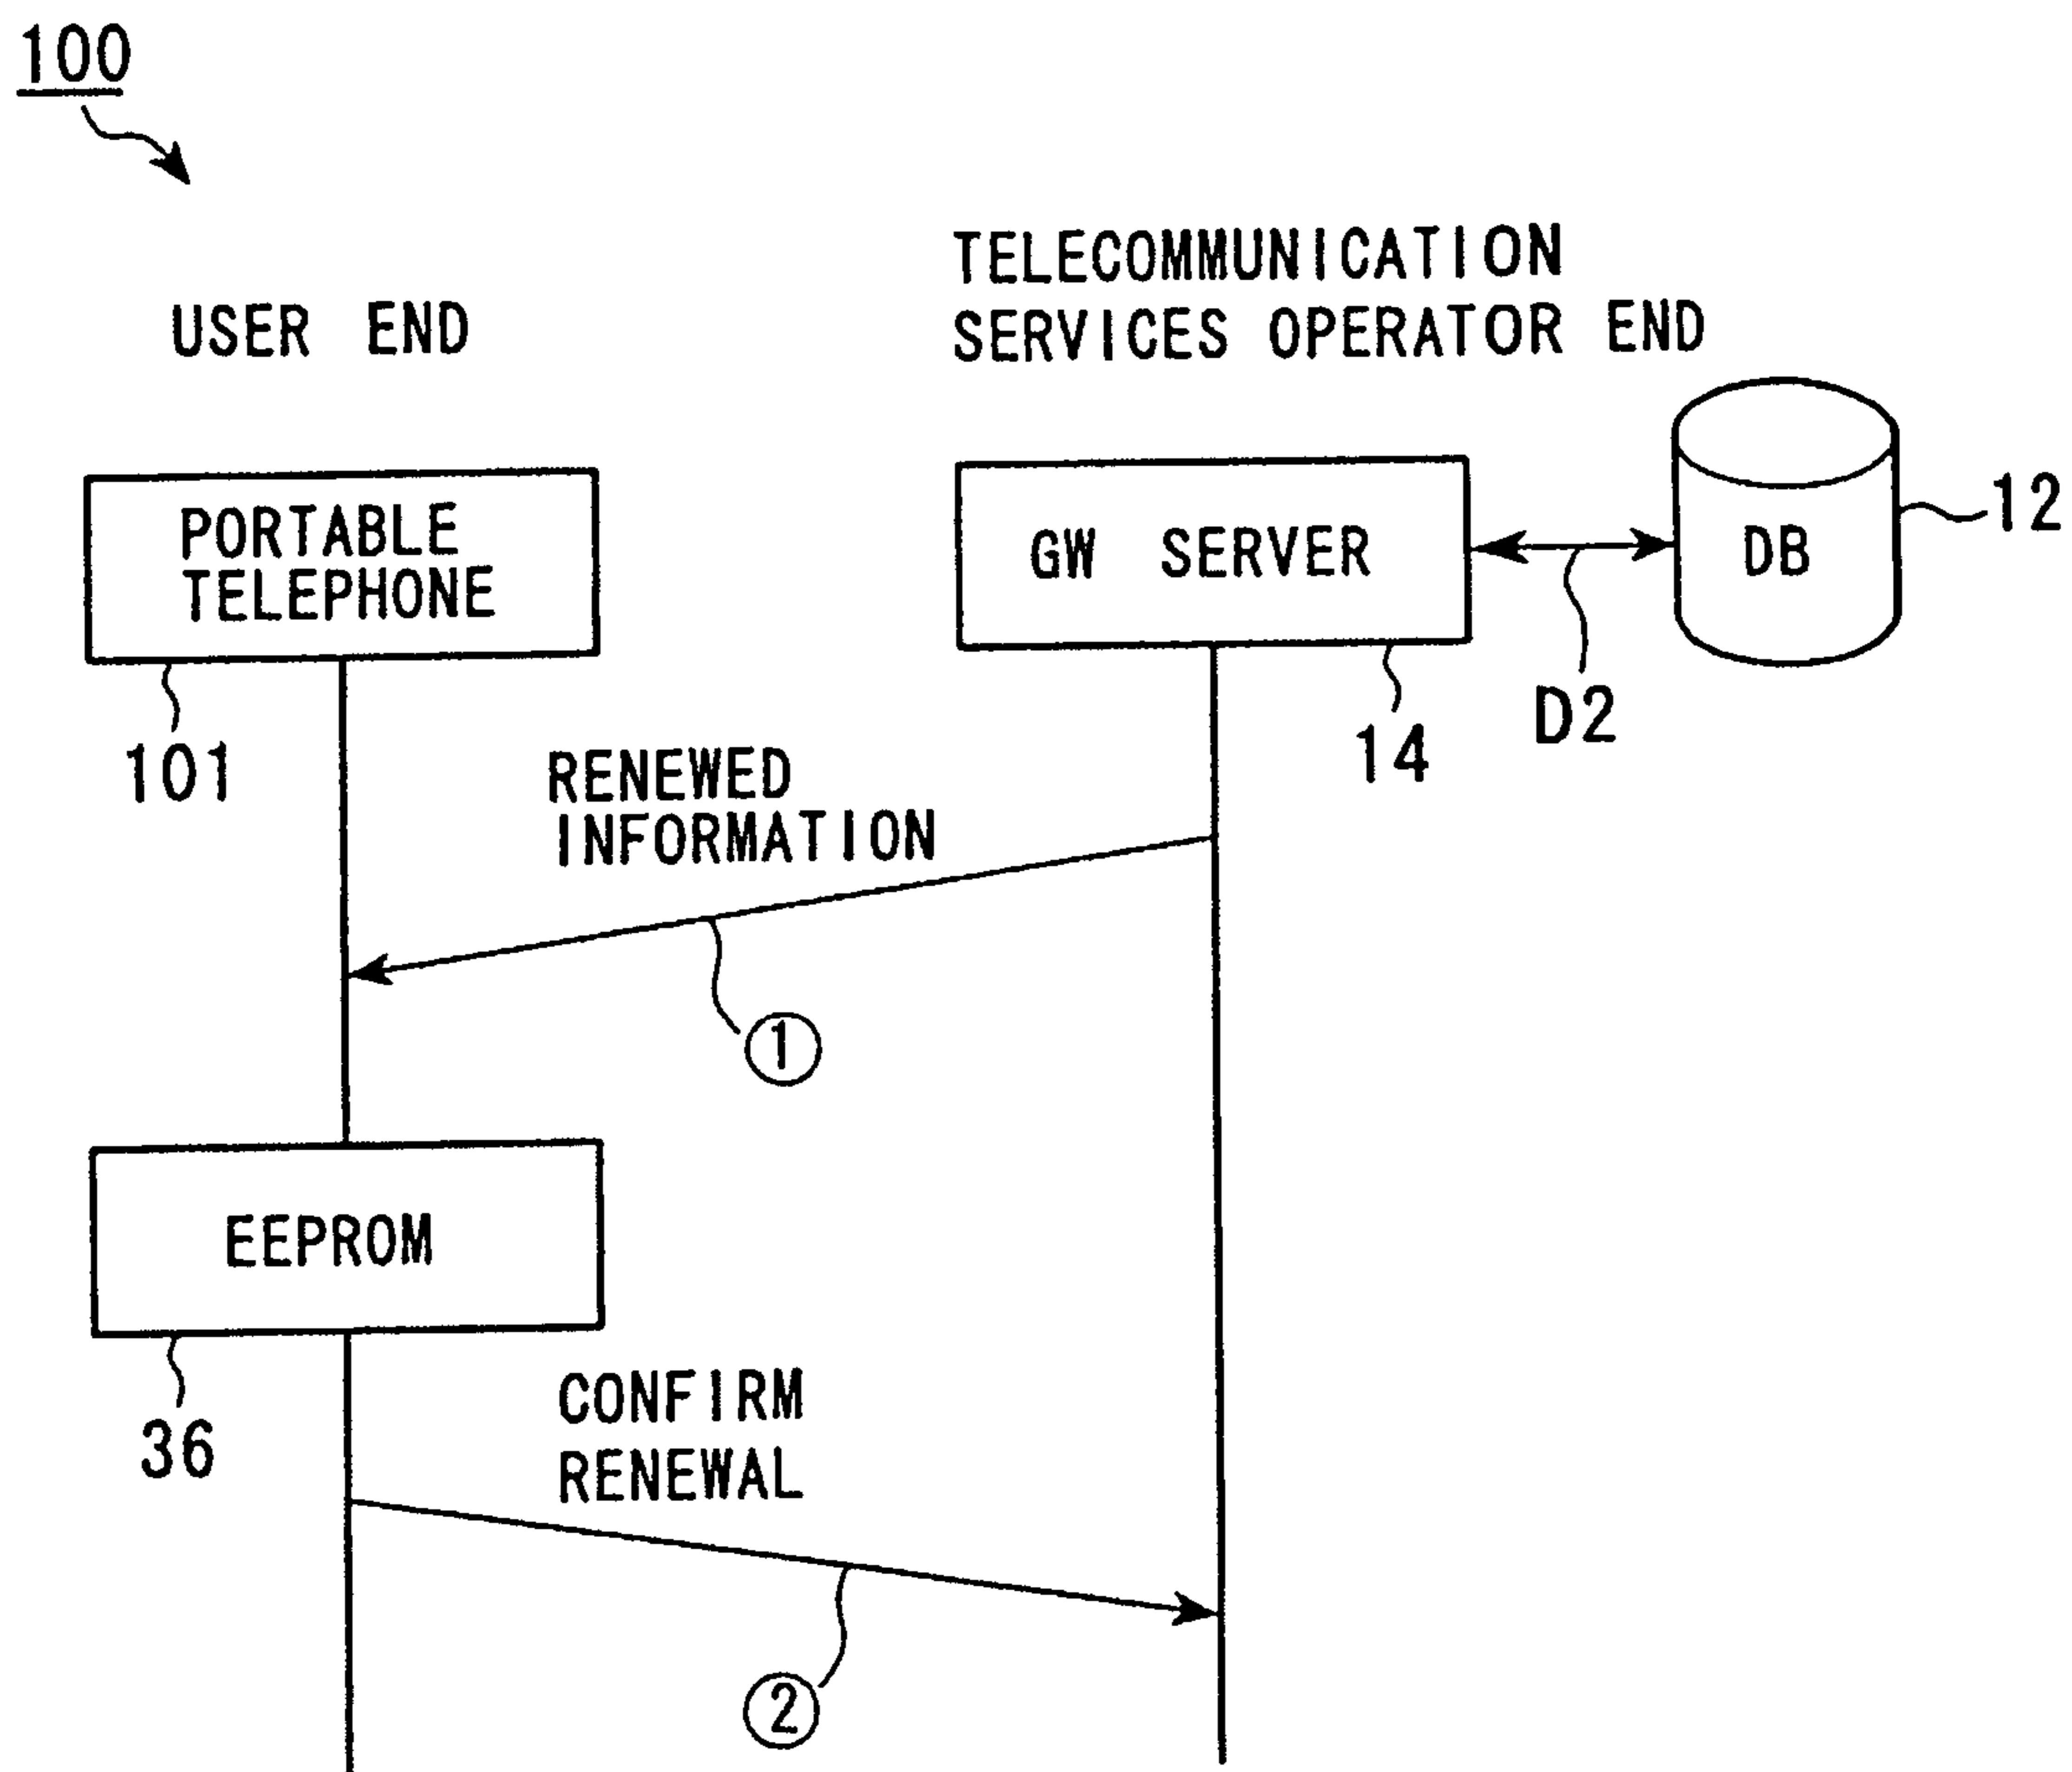 100
USER END
TELECOMMUNICATION
SERVICES OPERATOR END
PORTABLE
TELEPHONE
GW SERVER
DB
12
101
14
D2
RENEWED
INFORMATION
①
EEPROM
36
CONFIRM
RENEWAL
②